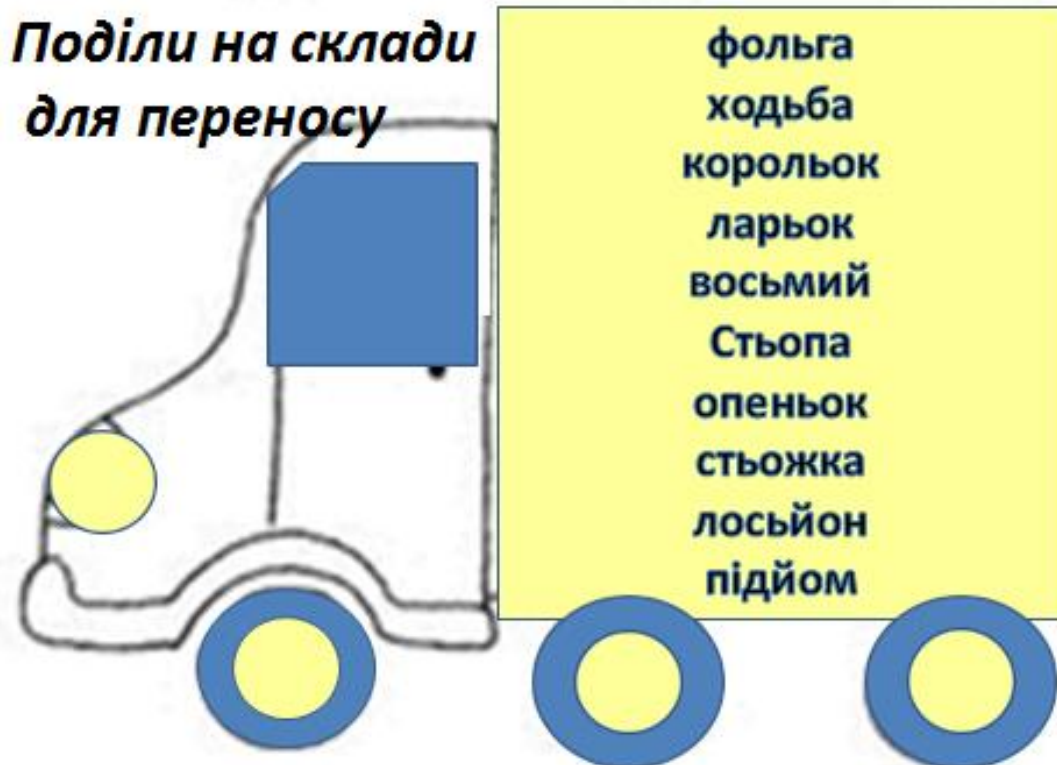 Поділи на склади
для переносу
фольга
ходьба
корольок
ларьок
восьмий
Стьопа
опеньок
стьожка
лосьйон
підйом